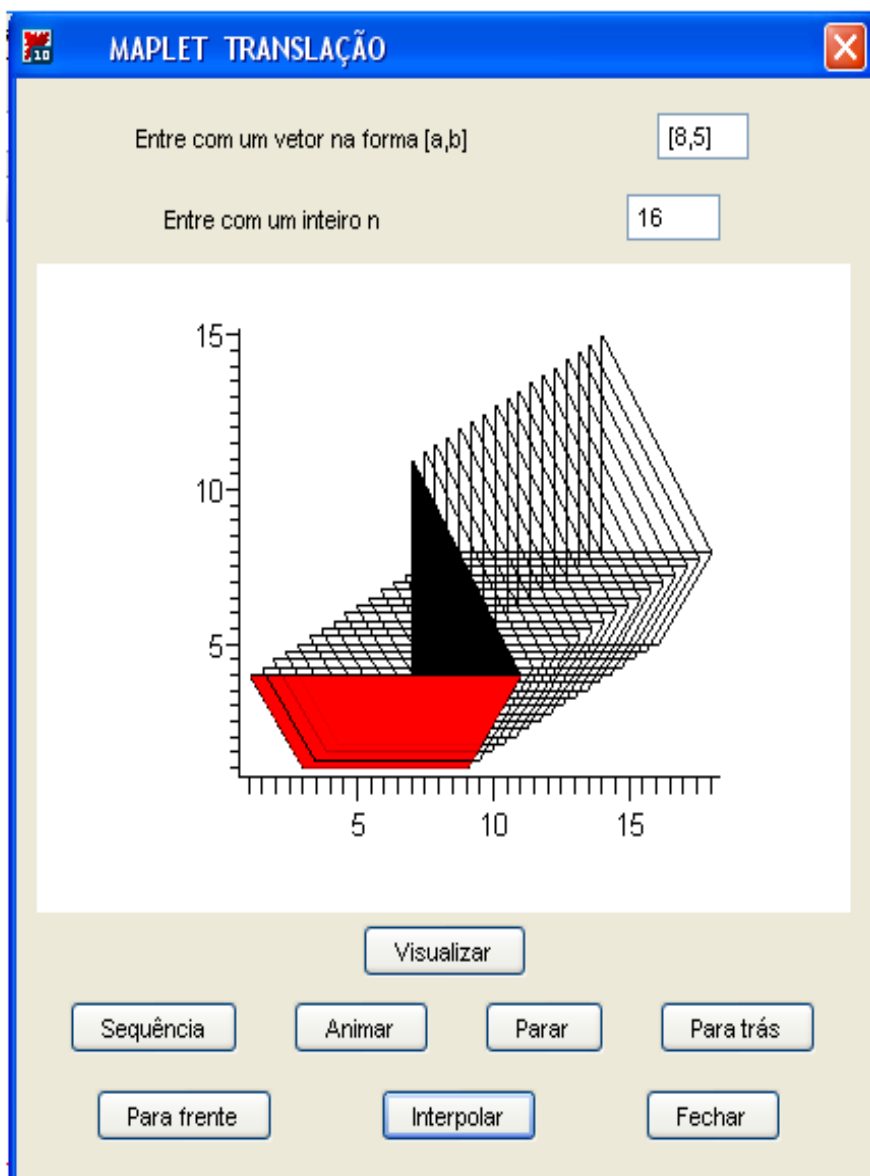 MAPLET TRANSLAÇÃO
Entre com um vetor na forma [a,b] [8,5]
Entre com um inteiro n 16
15
10
5
5 10 15
Visualizar
Sequência Animar Parar Para trás
Para frente Interpolar Fechar